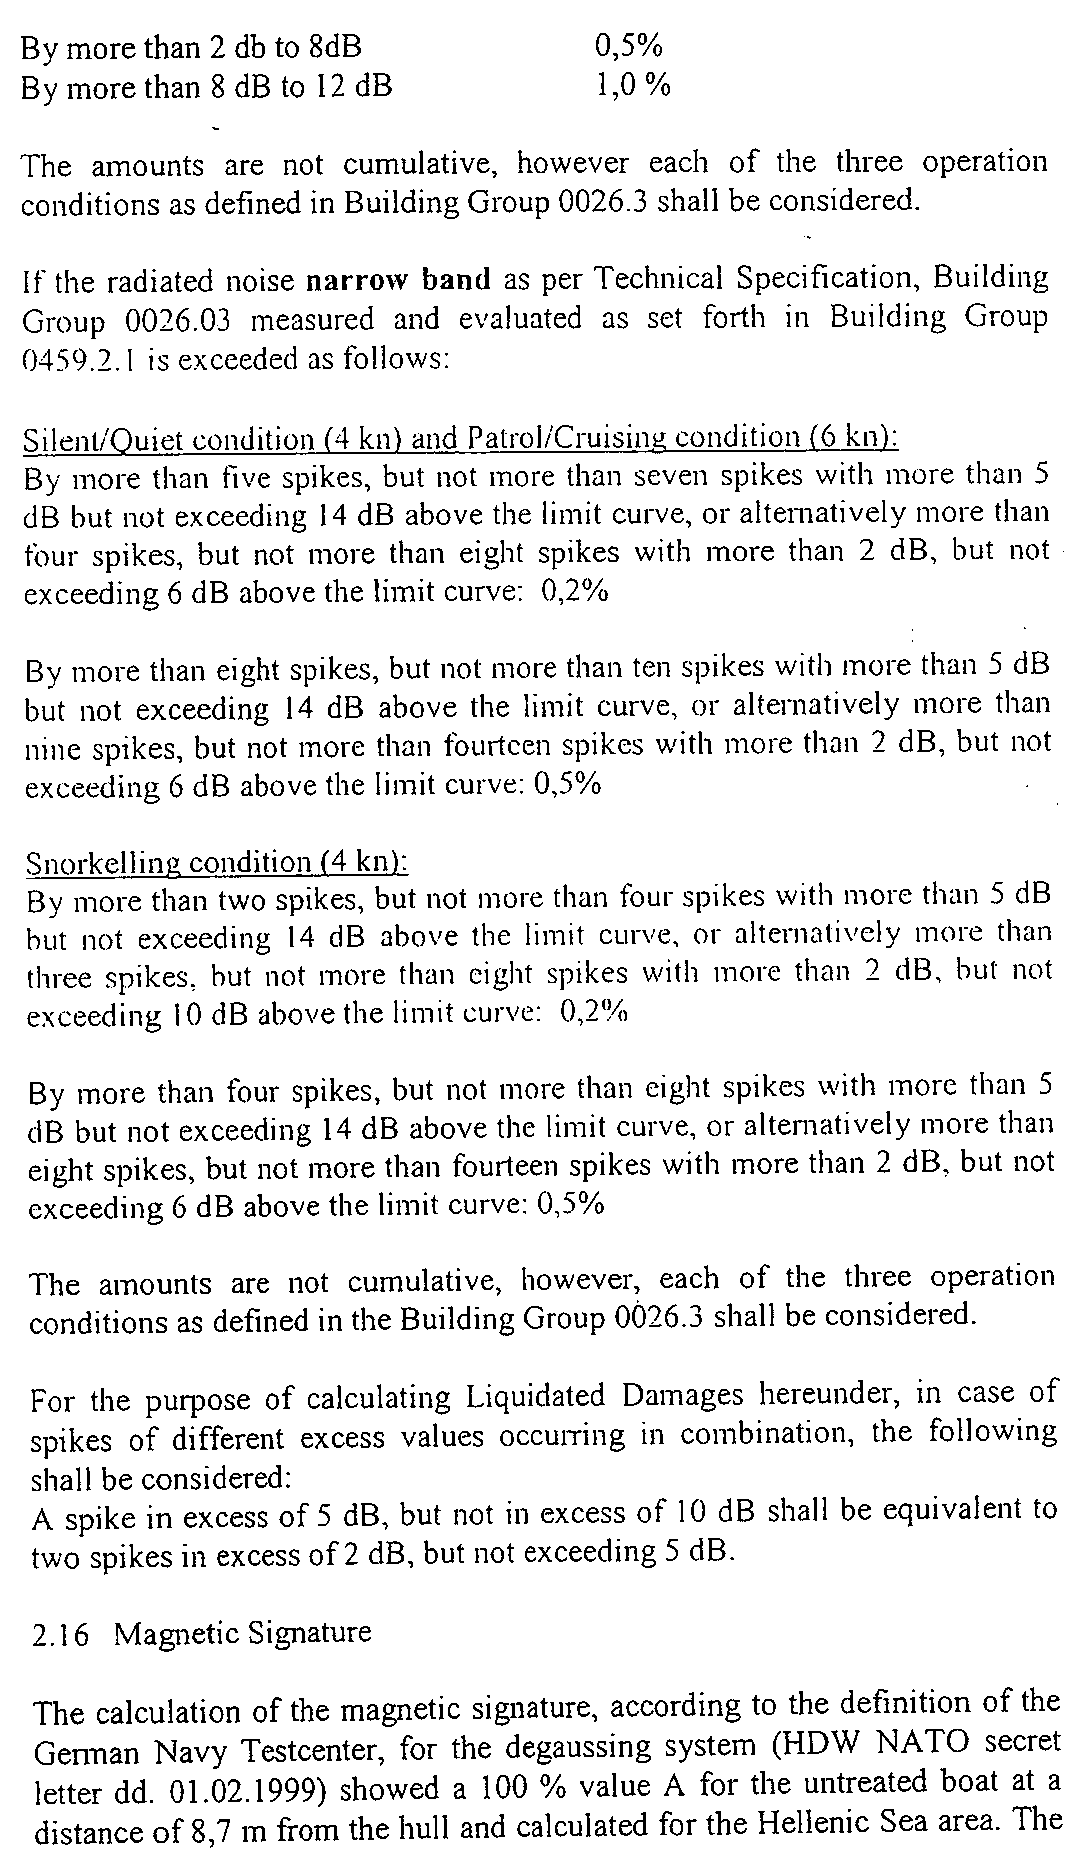 By more than 2 db to 8dB 0,5%
By more than 8 dB to 12 dB 1,0 %
The amounts are not cumulative, however each of the three operation
conditions as defined in Building Group 0026.3 shall be considered.
If the radiated noise narrow band as per Technical Specification, Building
Group 0026.03 measured and evaluated as set forth in Building Group
0459.2.1 is exceeded as follows:
Silent/Quiet condition (4 kn) and Patrol/Cruising condition (6 kn):
By more than five spikes, but not more than seven spikes with more than 5
dB but not exceeding 14 dB above the limit curve, or alternatively more than
four spikes, but not more than eight spikes with more than 2 dB, but not
exceeding 6 dB above the limit curve: 0,2%
By more than eight spikes, but not more than ten spikes with more than 5 dB
but not exceeding 14 dB above the limit curve, or alternatively more than
nine spikes, but not more than fourteen spikes with more than 2 dB, but not
exceeding 6 dB above the limit curve: 0,5%
Snorkelling condition (4 kn):
By more than two spikes, but not more than four spikes with more than 5 dB
but not exceeding 14 dB above the limit curve, or alternatively more than
three spikes, but not more than eight spikes with more than 2 dB, but not
exceeding 10 dB above the limit curve: 0,2%
By more than four spikes, but not more than eight spikes with more than 5
dB but not exceeding 14 dB above the limit curve, or alternatively more than
eight spikes, but not more than fourteen spikes with more than 2 dB, but not
exceeding 6 dB above the limit curve: 0,5%
The amounts are not cumulative, however, each of the three operation
conditions as defined in the Building Group 0026.3 shall be considered.
For the purpose of calculating Liquidated Damages hereunder, in case of
spikes of different excess values occurring in combination, the following
shall be considered:
A spike in excess of 5 dB, but not in excess of 10 dB shall be equivalent to
two spikes in excess of 2 dB, but not exceeding 5 dB.
2.16 Magnetic Signature
The calculation of the magnetic signature, according to the definition of the
German Navy Testcenter, for the degaussing system (HDW NATO secret
letter dd. 01.02.1999) showed a 100 % value A for the untreated boat at a
distance of 8,7 m from the hull and calculated for the Hellenic Sea area. The